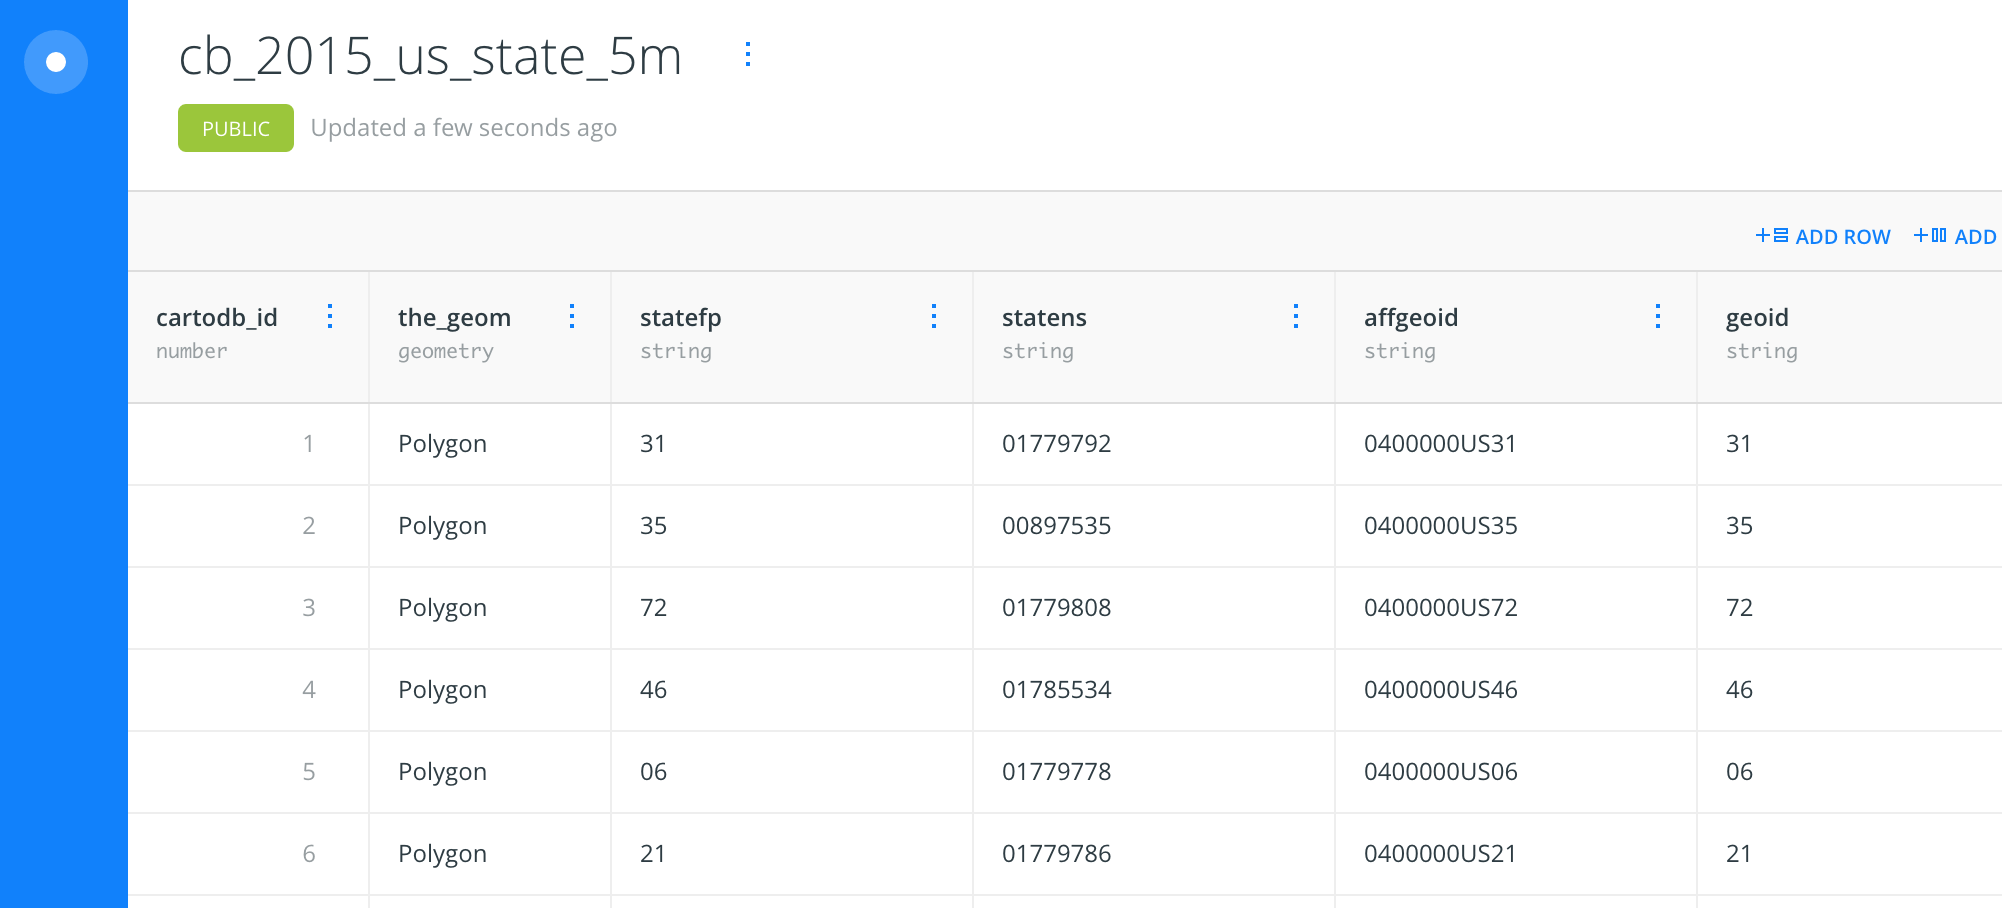 cb_2015_us_state_5m
PUBLIC Updated a few seconds ago
ADD ROW ADD
cartodb_id the_geom statefp statens affgeoid geoid
number geometry string string string string
1 Polygon 31 01779792 0400000US31 31
2 Polygon 35 00897535 0400000US35 35
3 Polygon 72 01779808 0400000US72 72
4 Polygon 46 01785534 0400000US46 46
5 Polygon 06 01779778 0400000US06 06
6 Polygon 21 01779786 0400000US21 21